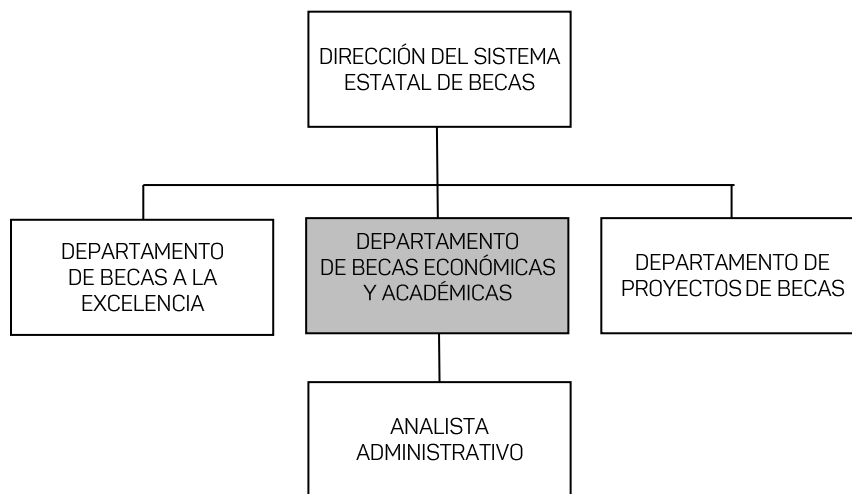 DIRECCIÓN DEL SISTEMA
ESTATAL DE BECAS
DEPARTAMENTO
DE BECAS A LA
EXCELENCIA
DEPARTAMENTO
DE BECAS ECONÓMICAS
Y ACADÉMICAS
DEPARTAMENTO DE
PROYECTOS DE BECAS
ANALISTA
ADMINISTRATIVO